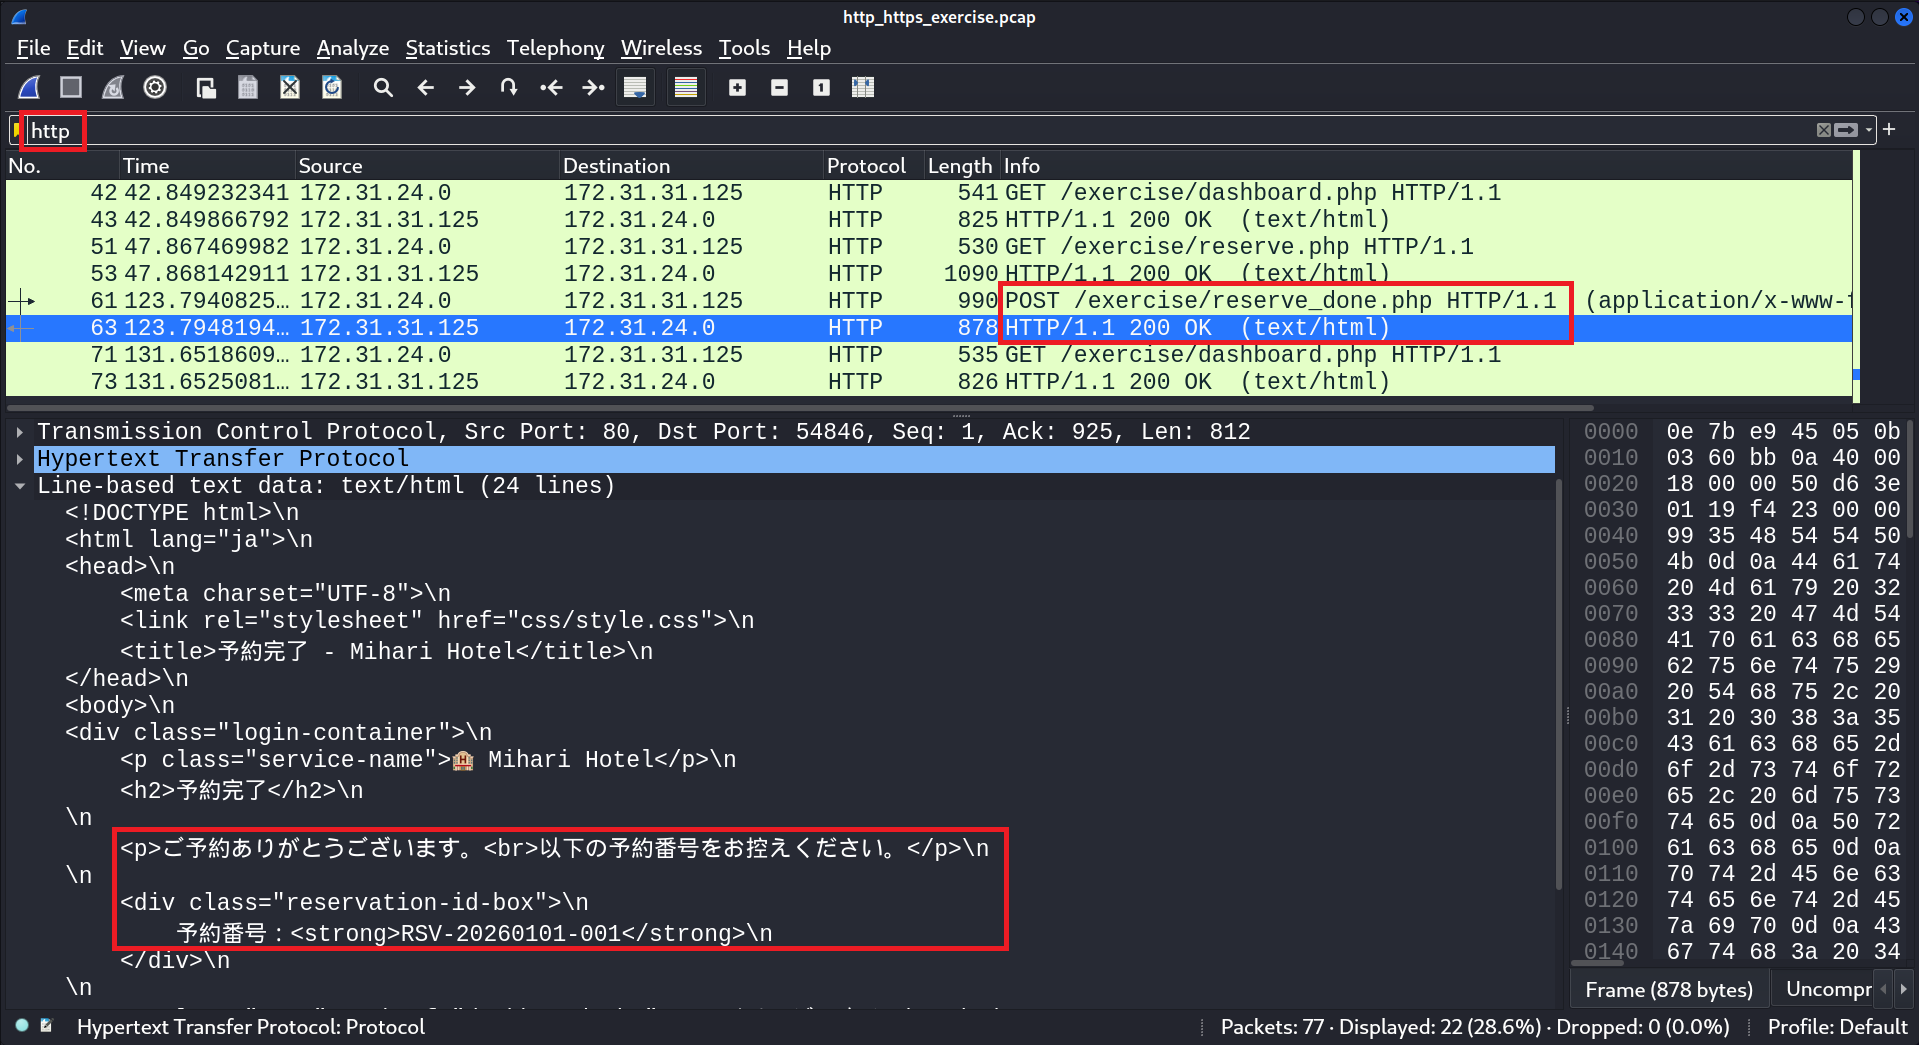 http_https_exercise.pcap
File Edit View Go Capture Analyze Statistics Telephony Wireless Tools Help
http
No. Time Source Destination Protocol Length Info
42 42.849232341 172.31.24.0 172.31.31.125 HTTP 541 GET /exercise/dashboard.php HTTP/1.1
43 42.849866792 172.31.31.125 172.31.24.0 HTTP 825 HTTP/1.1 200 OK (text/html)
51 47.867469982 172.31.24.0 172.31.31.125 HTTP 530 GET /exercise/reserve.php HTTP/1.1
53 47.868142911 172.31.31.125 172.31.24.0 HTTP 1090 HTTP/1.1 200 OK (text/html)
61 123.7940825… 172.31.24.0 172.31.31.125 HTTP 990 POST /exercise/reserve_done.php HTTP/1.1 (application/x-www-f
63 123.7948194… 172.31.31.125 172.31.24.0 HTTP 878 HTTP/1.1 200 OK (text/html)
71 131.6518609… 172.31.24.0 172.31.31.125 HTTP 535 GET /exercise/dashboard.php HTTP/1.1
73 131.6525081… 172.31.31.125 172.31.24.0 HTTP 826 HTTP/1.1 200 OK (text/html)
Transmission Control Protocol, Src Port: 80, Dst Port: 54846, Seq: 1, Ack: 925, Len: 812
Hypertext Transfer Protocol
Line-based text data: text/html (24 lines)
<!DOCTYPE html>\n
<html lang="ja">\n
<head>\n
<meta charset="UTF-8">\n
<link rel="stylesheet" href="css/style.css">\n
<title>予約完了 - Mihari Hotel</title>\n
</head>\n
<body>\n
<div class="login-container">\n
<p class="service-name">🏨 Mihari Hotel</p>\n
<h2>予約完了</h2>\n
\n
<p>ご予約ありがとうございます。<br>以下の予約番号をお控えください。</p>\n
\n
<div class="reservation-id-box">\n
予約番号：<strong>RSV-20260101-001</strong>\n
</div>\n
\n
0000 0e 7b e9 45 05 0b
0010 03 60 bb 0a 40 00
0020 18 00 00 50 d6 3e
0030 01 19 f4 23 00 00
0040 99 35 48 54 54 50
0050 4b 0d 0a 44 61 74
0060 20 4d 61 79 20 32
0070 33 33 20 47 4d 54
0080 41 70 61 63 68 65
0090 62 75 6e 74 75 29
00a0 20 54 68 75 2c 20
00b0 31 20 30 38 3a 35
00c0 43 61 63 68 65 2d
00d0 6f 2d 73 74 6f 72
00e0 65 2c 20 6d 75 73
00f0 74 65 0d 0a 50 72
0100 61 63 68 65 0d 0a
0110 70 74 2d 45 6e 63
0120 74 65 6e 74 2d 45
0130 7a 69 70 0d 0a 43
0140 67 74 68 3a 20 34
Frame (878 bytes) Uncompr
Hypertext Transfer Protocol: Protocol Packets: 77 · Displayed: 22 (28.6%) · Dropped: 0 (0.0%) Profile: Default